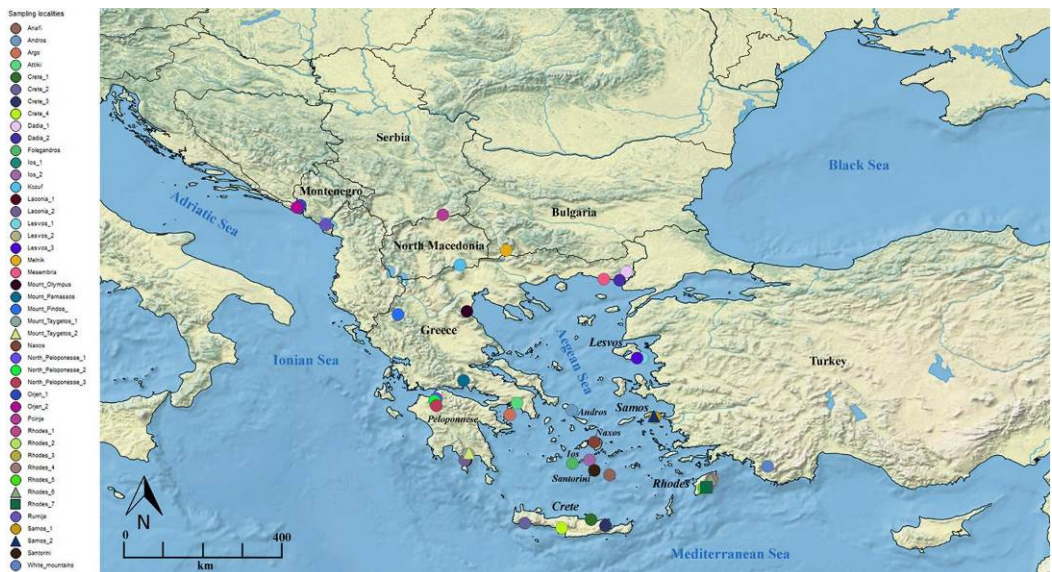 Sampling localities
Anafi
Andros
Argo
Attiki
Crete_1
Crete_2
Crete_3
Crete_4
Dadia_1
Dadia_2
Folegandros
Ios_1
Ios_2
Kozuf
Laconia_1
Laconia_2
Lesvos_1
Lesvos_2
Lesvos_3
Melnik
Mesembria
Mount_Olympus
Mount_Parnassos
Mount_Pindos_
Mount_Taygetos_1
Mount_Taygetos_2
Naxos
North_Peloponesse_1
North_Peloponesse_2
North_Peloponesse_3
Orjen_1
Orjen_2
Pcinja
Rhodes_1
Rhodes_2
Rhodes_3
Rhodes_4
Rhodes_5
Rhodes_6
Rhodes_7
Rumija
Samos_1
Samos_2
Santorini
White_mountains
Serbia
Black Sea
Montenegro
Adriatic Sea
Bulgaria
North Macedonia
Greece
Aegean Sea
Lesvos
Ionian Sea
Turkey
Andros
Samos
Peloponnese
Naxos
Ios
Santorini
Rhodes
Crete
N
0
400
km
Mediterranean Sea